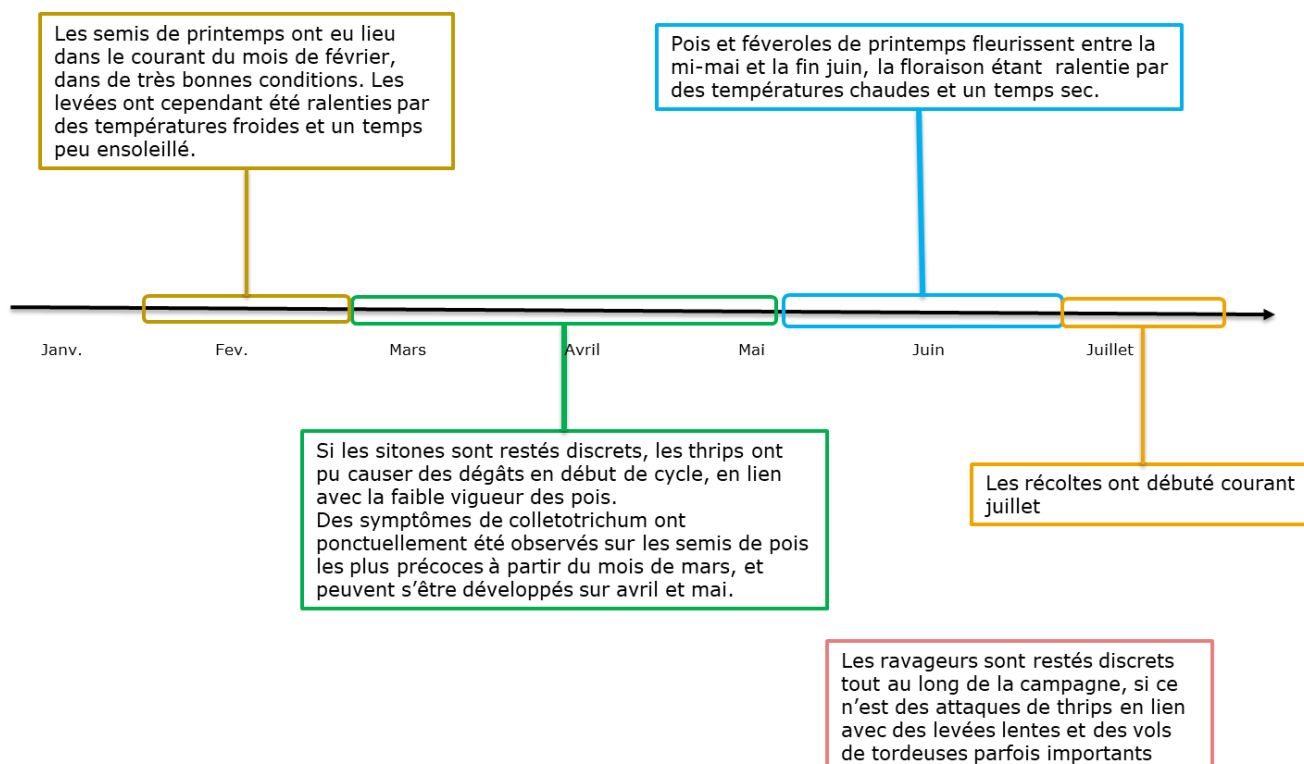 Les semis de printemps ont eu lieu
dans le courant du mois de février,
dans de très bonnes conditions. Les
levées ont cependant été ralenties par
des températures froides et un temps
peu ensoleillé.
Pois et féveroles de printemps fleurissent entre la
mi-mai et la fin juin, la floraison étant ralentie par
des températures chaudes et un temps sec.
Janv.
Fev.
Mars
Avril
Mai
Juin
Juillet
Si les sitones sont restés discrets, les thrips ont
pu causer des dégâts en début de cycle, en lien
avec la faible vigueur des pois.
Des symptômes de colletotrichum ont
ponctuellement été observés sur les semis de pois
les plus précoces à partir du mois de mars, et
peuvent s’être développés sur avril et mai.
Les récoltes ont débuté courant
juillet
Les ravageurs sont restés discrets
tout au long de la campagne, si ce
n’est des attaques de thrips en lien
avec des levées lentes et des vols
de tordeuses parfois importants